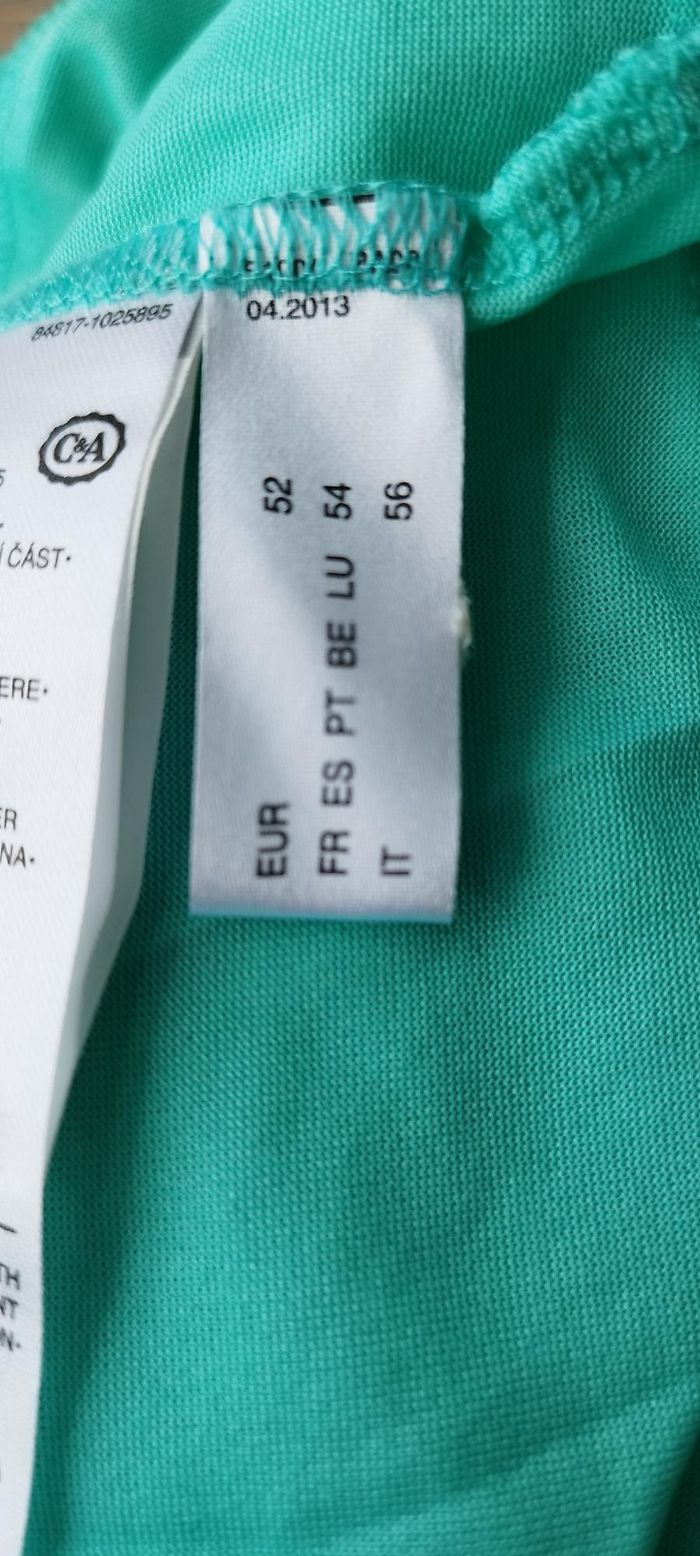 84817-1025895
C&A
Í ČÁST·
ERE·
ER
NA·
TH
NT
ON-
04.2013
EUR 52
FR ES PT BE LU 54
IT 56